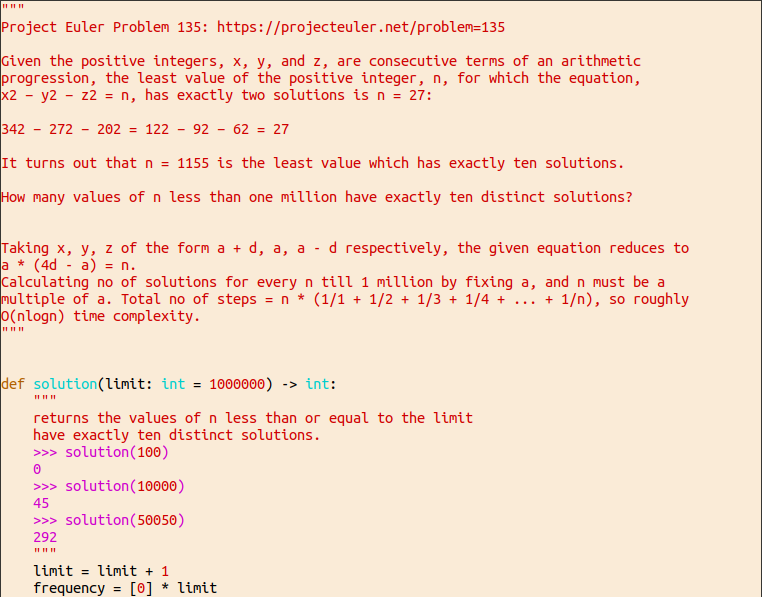 """
Project Euler Problem 135: https://projecteuler.net/problem=135

Given the positive integers, x, y, and z, are consecutive terms of an arithmetic
progression, the least value of the positive integer, n, for which the equation,
x2 − y2 − z2 = n, has exactly two solutions is n = 27:

342 − 272 − 202 = 122 − 92 − 62 = 27

It turns out that n = 1155 is the least value which has exactly ten solutions.

How many values of n less than one million have exactly ten distinct solutions?


Taking x, y, z of the form a + d, a, a - d respectively, the given equation reduces to
a * (4d - a) = n.
Calculating no of solutions for every n till 1 million by fixing a, and n must be a
multiple of a. Total no of steps = n * (1/1 + 1/2 + 1/3 + 1/4 + ... + 1/n), so roughly
O(nlogn) time complexity.
"""


def solution(limit: int = 1000000) -> int:
    """
    returns the values of n less than or equal to the limit
    have exactly ten distinct solutions.
    >>> solution(100)
    0
    >>> solution(10000)
    45
    >>> solution(50050)
    292
    """
    limit = limit + 1
    frequency = [0] * limit